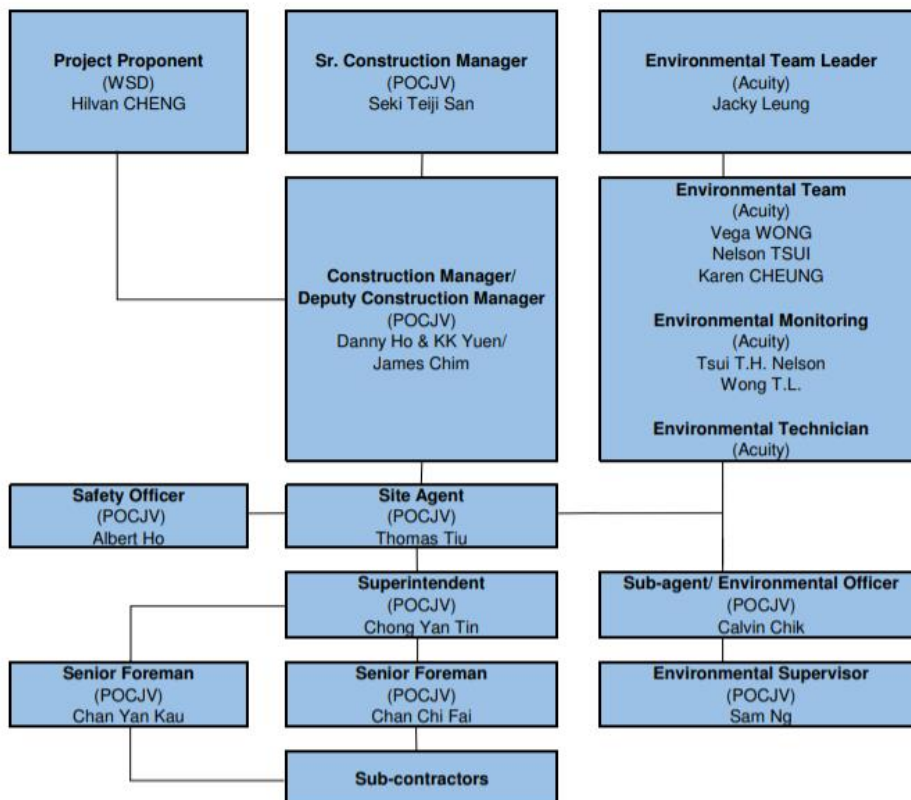 Project Proponent
(WSD)
Hilvan CHENG
Sr. Construction Manager
(POCJV)
Seki Teiji San
Environmental Team Leader
(Acuity)
Jacky Leung
Construction Manager/
Deputy Construction Manager
(POCJV)
Danny Ho & KK Yuen/
James Chim
Environmental Team
(Acuity)
Vega WONG
Nelson TSUI
Karen CHEUNG
Environmental Monitoring
(Acuity)
Tsui T.H. Nelson
Wong T.L.
Environmental Technician
(Acuity)
Safety Officer
(POCJV)
Albert Ho
Site Agent
(POCJV)
Thomas Tiu
Superintendent
(POCJV)
Chong Yan Tin
Sub-agent/ Environmental Officer
(POCJV)
Calvin Chik
Senior Foreman
(POCJV)
Chan Yan Kau
Senior Foreman
(POCJV)
Chan Chi Fai
Environmental Supervisor
(POCJV)
Sam Ng
Sub-contractors